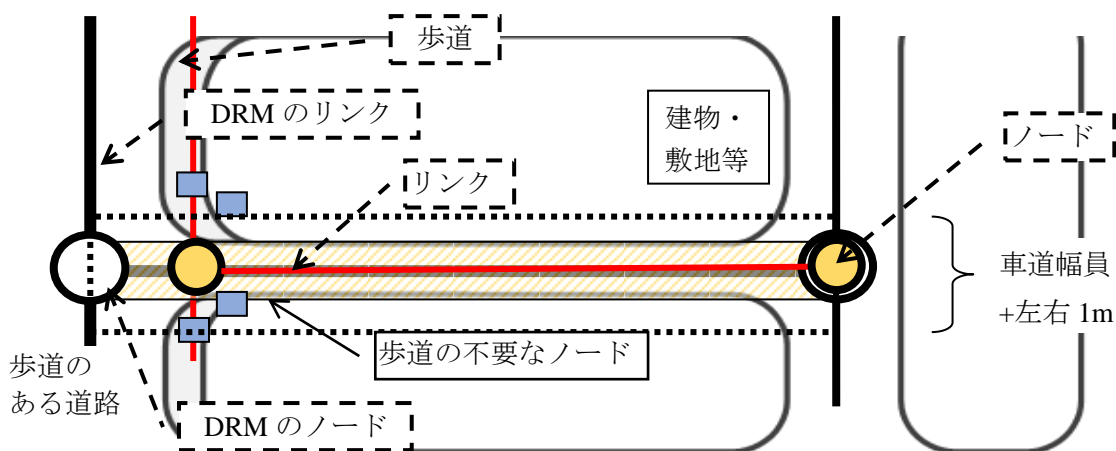 歩道
DRM のリンク
建物・
敷地等
ノード
リンク
車道幅員
+左右 1m
歩道の不要なノード
歩道の
ある道路
DRM のノード